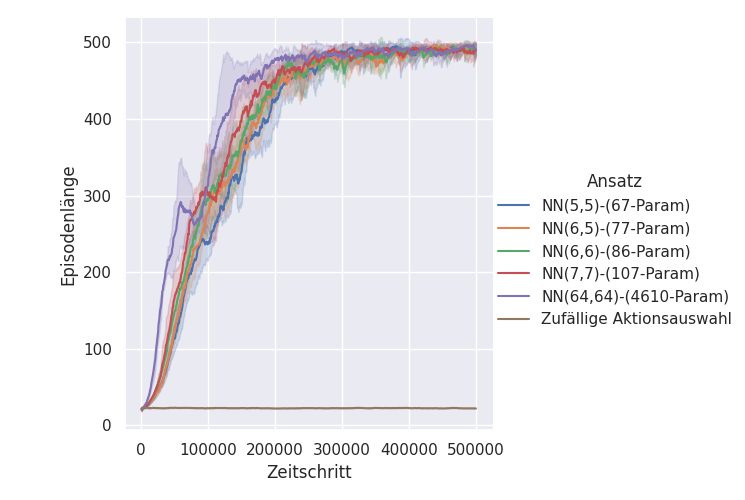 500
400
300
200
100
0
Episodenlänge
0 100000 200000 300000 400000 500000
Zeitschritt
Ansatz
NN(5,5)-(67-Param)
NN(6,5)-(77-Param)
NN(6,6)-(86-Param)
NN(7,7)-(107-Param)
NN(64,64)-(4610-Param)
Zufällige Aktionsauswahl